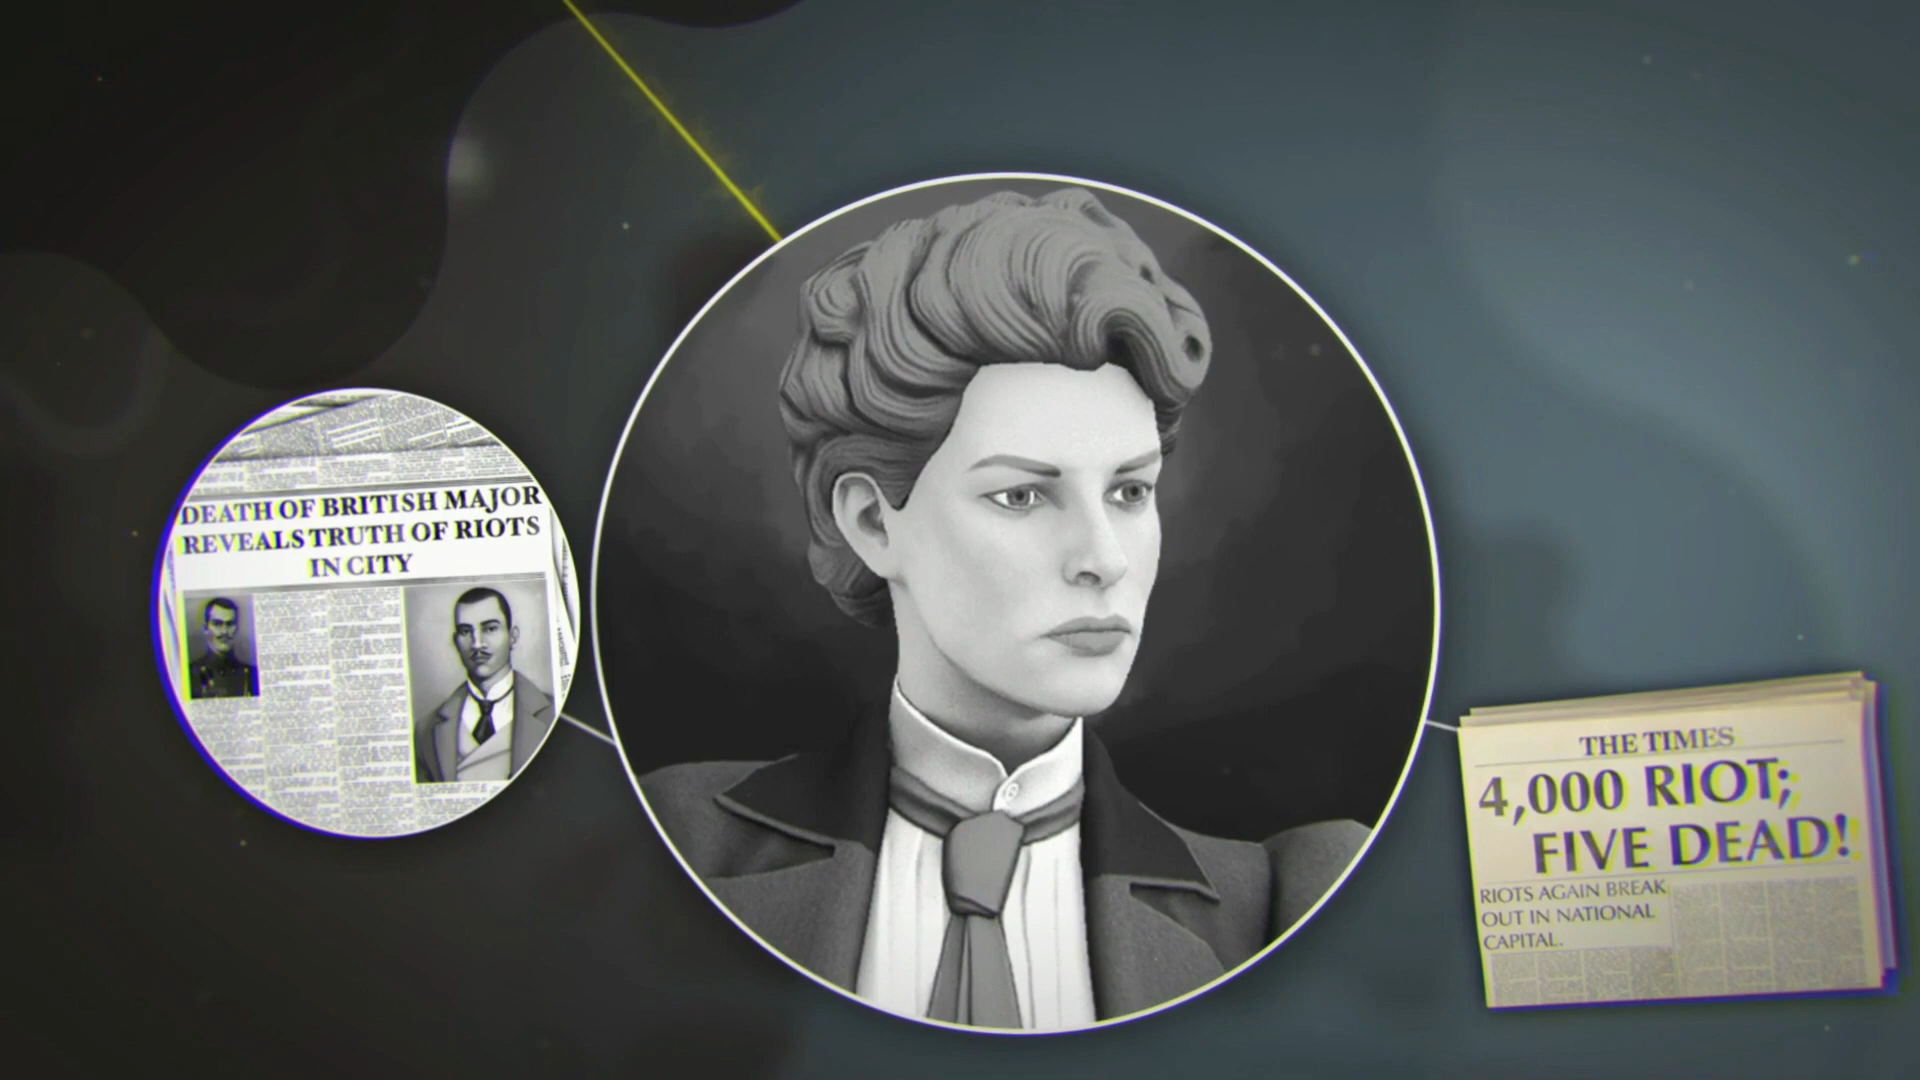 DEATH OF BRITISH MAJOR
REVEALS TRUTH OF RIOTS
IN CITY
THE TIMES
4,000 RIOT;
FIVE DEAD!
RIOTS AGAIN BREAK
OUT IN NATIONAL
CAPITAL.